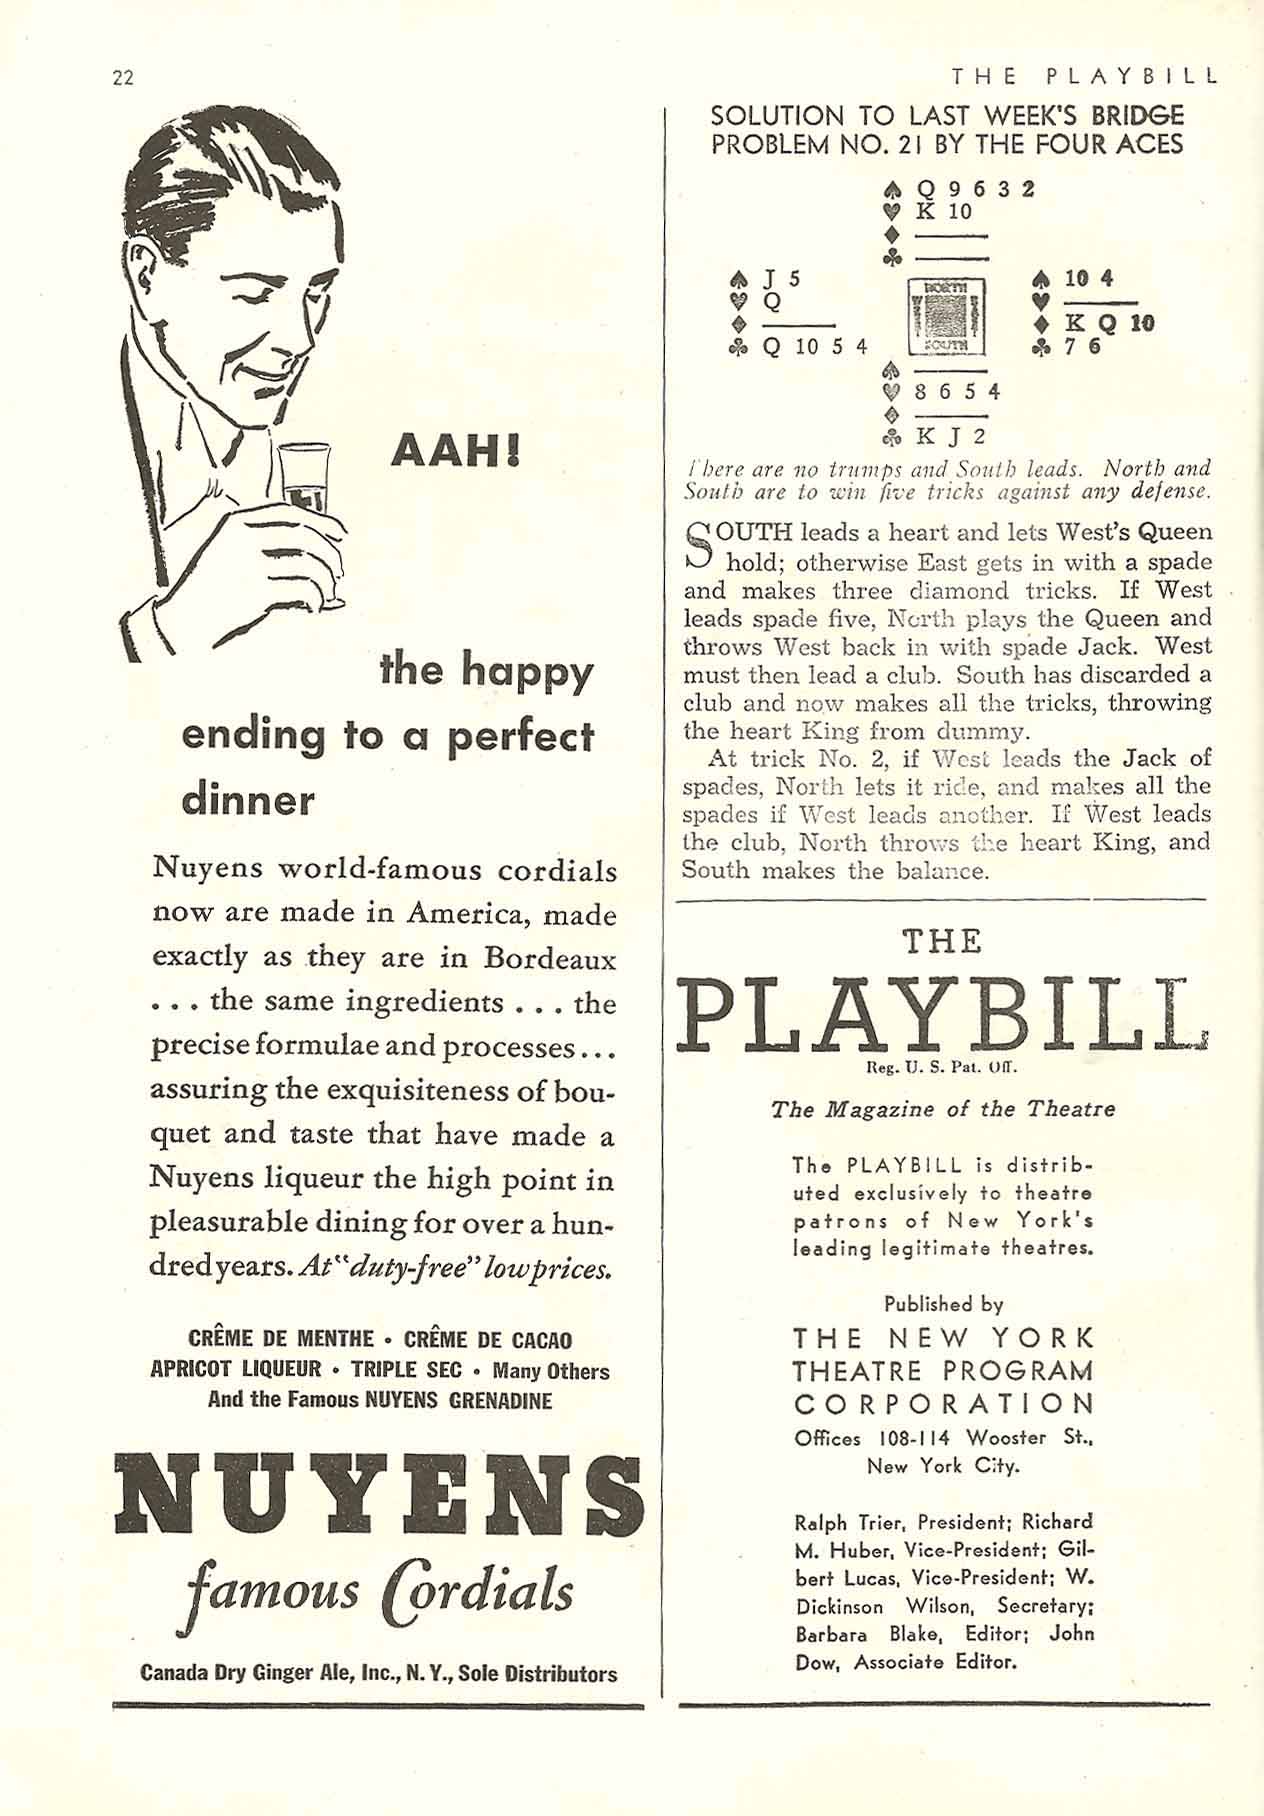 22
THE PLAYBILL
AAH!
the happy
ending to a perfect
dinner
Nuyens world-famous cordials
now are made in America, made
exactly as they are in Bordeaux
. . . the same ingredients . . . the
precise formulae and processes...
assuring the exquisiteness of bou-
quet and taste that have made a
Nuyens liqueur the high point in
pleasurable dining for over a hun-
dred years. At "duty-free" low prices.
CRÊME DE MENTHE • CRÊME DE CACAO
APRICOT LIQUEUR • TRIPLE SEC • Many Others
And the Famous NUYENS GRENADINE
NUYENS
famous Cordials
Canada Dry Ginger Ale, Inc., N. Y., Sole Distributors
SOLUTION TO LAST WEEK'S BRIDGE
PROBLEM NO. 21 BY THE FOUR ACES
♠ Q 9 6 3 2
♥ K 10
♦ ——
♣ ——
♠ J 5
♥ Q
♦ ——
♣ Q 10 5 4
NORTH
W E
SOUTH
♠ 10 4
♥ ——
♦ K Q 10
♣ 7 6
♠ ——
♥ 8 6 5 4
♦ ——
♣ K J 2
There are no trumps and South leads. North and
South are to win five tricks against any defense.
SOUTH leads a heart and lets West's Queen
hold; otherwise East gets in with a spade
and makes three diamond tricks. If West
leads spade five, North plays the Queen and
throws West back in with spade Jack. West
must then lead a club. South has discarded a
club and now makes all the tricks, throwing
the heart King from dummy.
At trick No. 2, if West leads the Jack of
spades, North lets it ride, and makes all the
spades if West leads another. If West leads
the club, North throws the heart King, and
South makes the balance.
THE
PLAYBILL
Reg. U. S. Pat. Off.
The Magazine of the Theatre
The PLAYBILL is distrib-
uted exclusively to theatre
patrons of New York's
leading legitimate theatres.
Published by
THE NEW YORK
THEATRE PROGRAM
CORPORATION
Offices 108-114 Wooster St.,
New York City.
Ralph Trier, President; Richard
M. Huber, Vice-President; Gil-
bert Lucas, Vice-President; W.
Dickinson Wilson, Secretary;
Barbara Blake, Editor; John
Dow, Associate Editor.